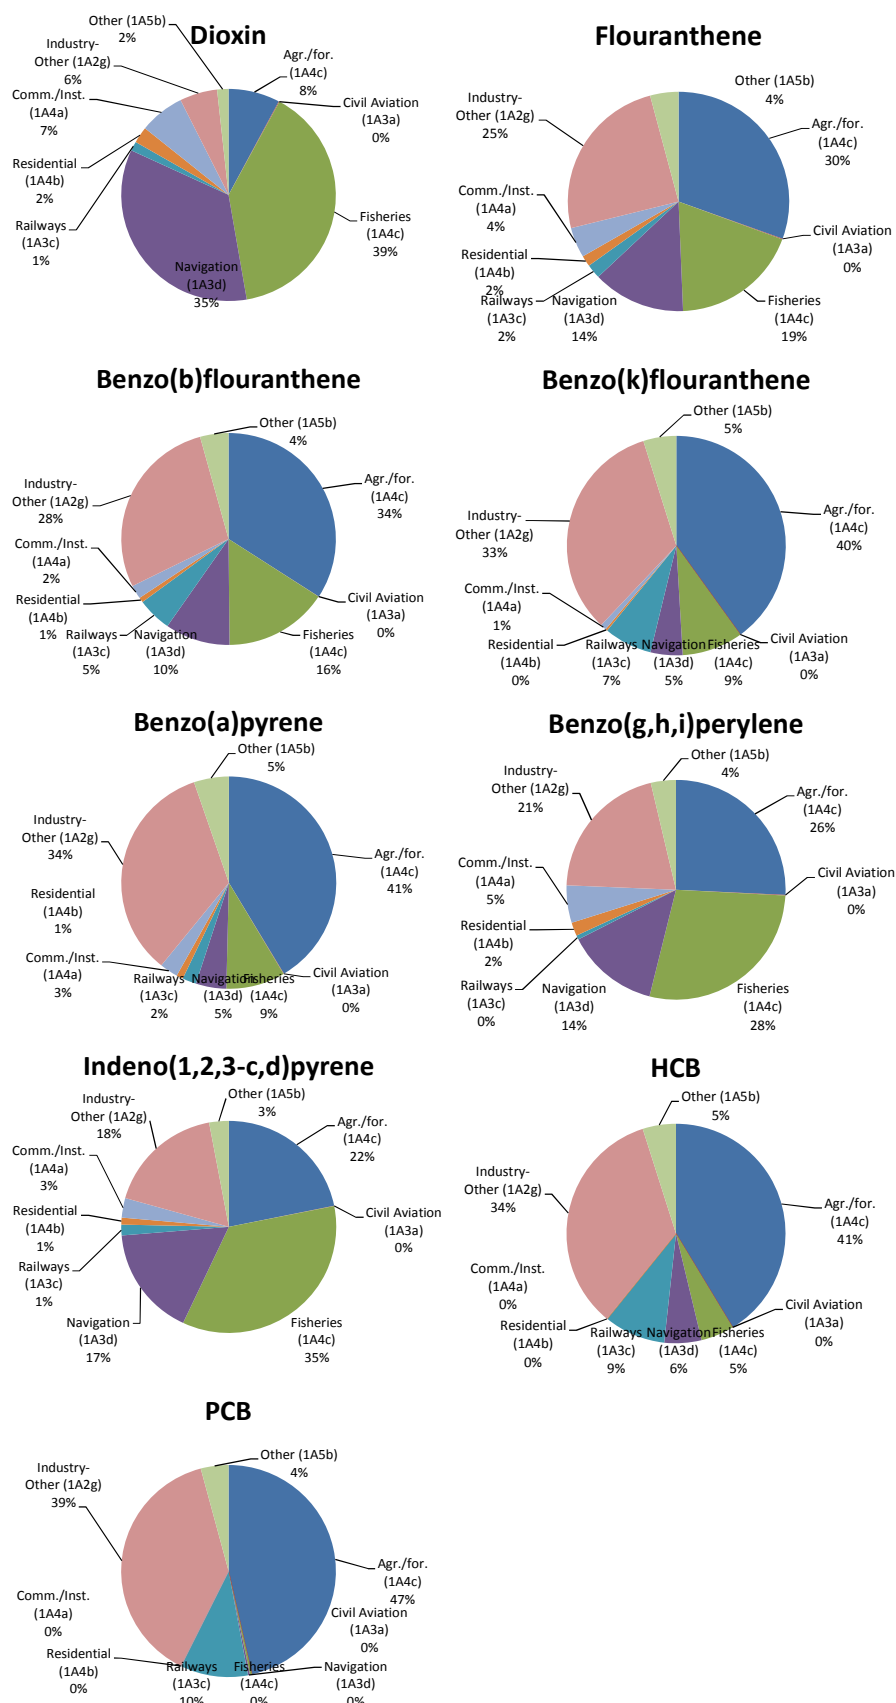 Dioxin
Other (1A5b)
2%
Industry-
Other (1A2g)
6%
Comm./Inst.
(1A4a)
7%
Residential
(1A4b)
2%
Railways
(1A3c)
1%
Navigation
(1A3d)
35%
Agr./for.
(1A4c)
8%
Civil Aviation
(1A3a)
0%
Fisheries
(1A4c)
39%
Flouranthene
Other (1A5b)
4%
Industry-
Other (1A2g)
25%
Comm./Inst.
(1A4a)
4%
Residential
(1A4b)
2%
Railways
(1A3c)
2%
Navigation
(1A3d)
14%
Agr./for.
(1A4c)
30%
Civil Aviation
(1A3a)
0%
Fisheries
(1A4c)
19%
Benzo(b)flouranthene
Other (1A5b)
4%
Industry-
Other (1A2g)
28%
Comm./Inst.
(1A4a)
2%
Residential
(1A4b)
1%
Railways
(1A3c)
5%
Navigation
(1A3d)
10%
Agr./for.
(1A4c)
34%
Civil Aviation
(1A3a)
0%
Fisheries
(1A4c)
16%
Benzo(k)flouranthene
Other (1A5b)
5%
Industry-
Other (1A2g)
33%
Comm./Inst.
(1A4a)
1%
Residential
(1A4b)
0%
Railways
(1A3c)
7%
Navigation
(1A3d)
5%
Fisheries
(1A4c)
9%
Agr./for.
(1A4c)
40%
Civil Aviation
(1A3a)
0%
Benzo(a)pyrene
Other (1A5b)
5%
Industry-
Other (1A2g)
34%
Residential
(1A4b)
1%
Comm./Inst.
(1A4a)
3%
Railways
(1A3c)
2%
Navigation
(1A3d)
5%
Fisheries
(1A4c)
9%
Agr./for.
(1A4c)
41%
Civil Aviation
(1A3a)
0%
Benzo(g,h,i)perylene
Other (1A5b)
4%
Industry-
Other (1A2g)
21%
Comm./Inst.
(1A4a)
5%
Residential
(1A4b)
2%
Railways
(1A3c)
0%
Navigation
(1A3d)
14%
Agr./for.
(1A4c)
26%
Civil Aviation
(1A3a)
0%
Fisheries
(1A4c)
28%
Indeno(1,2,3-c,d)pyrene
Other (1A5b)
3%
Industry-
Other (1A2g)
18%
Comm./Inst.
(1A4a)
3%
Residential
(1A4b)
1%
Railways
(1A3c)
1%
Navigation
(1A3d)
17%
Agr./for.
(1A4c)
22%
Civil Aviation
(1A3a)
0%
Fisheries
(1A4c)
35%
HCB
Other (1A5b)
5%
Industry-
Other (1A2g)
34%
Comm./Inst.
(1A4a)
0%
Residential
(1A4b)
0%
Railways
(1A3c)
9%
Navigation
(1A3d)
6%
Fisheries
(1A4c)
5%
Agr./for.
(1A4c)
41%
Civil Aviation
(1A3a)
0%
PCB
Other (1A5b)
4%
Industry-
Other (1A2g)
39%
Comm./Inst.
(1A4a)
0%
Residential
(1A4b)
0%
Railways
(1A3c)
10%
Fisheries
(1A4c)
0%
Agr./for.
(1A4c)
47%
Civil Aviation
(1A3a)
0%
Navigation
(1A3d)
0%